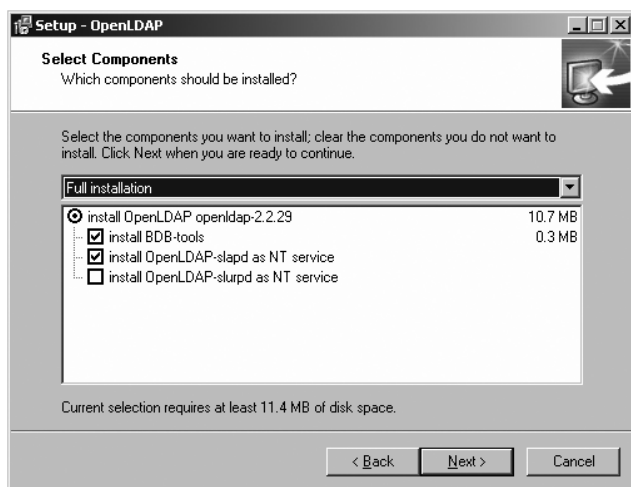 Setup - OpenLDAP
Select Components
Which components should be installed?
Select the components you want to install; clear the components you do not want to
install. Click Next when you are ready to continue.
Full installation
install OpenLDAP openldap-2.2.29 10.7 MB
install BDB-tools 0.3 MB
install OpenLDAP-slapd as NT service
install OpenLDAP-slurpd as NT service
Current selection requires at least 11.4 MB of disk space.
< Back Next > Cancel